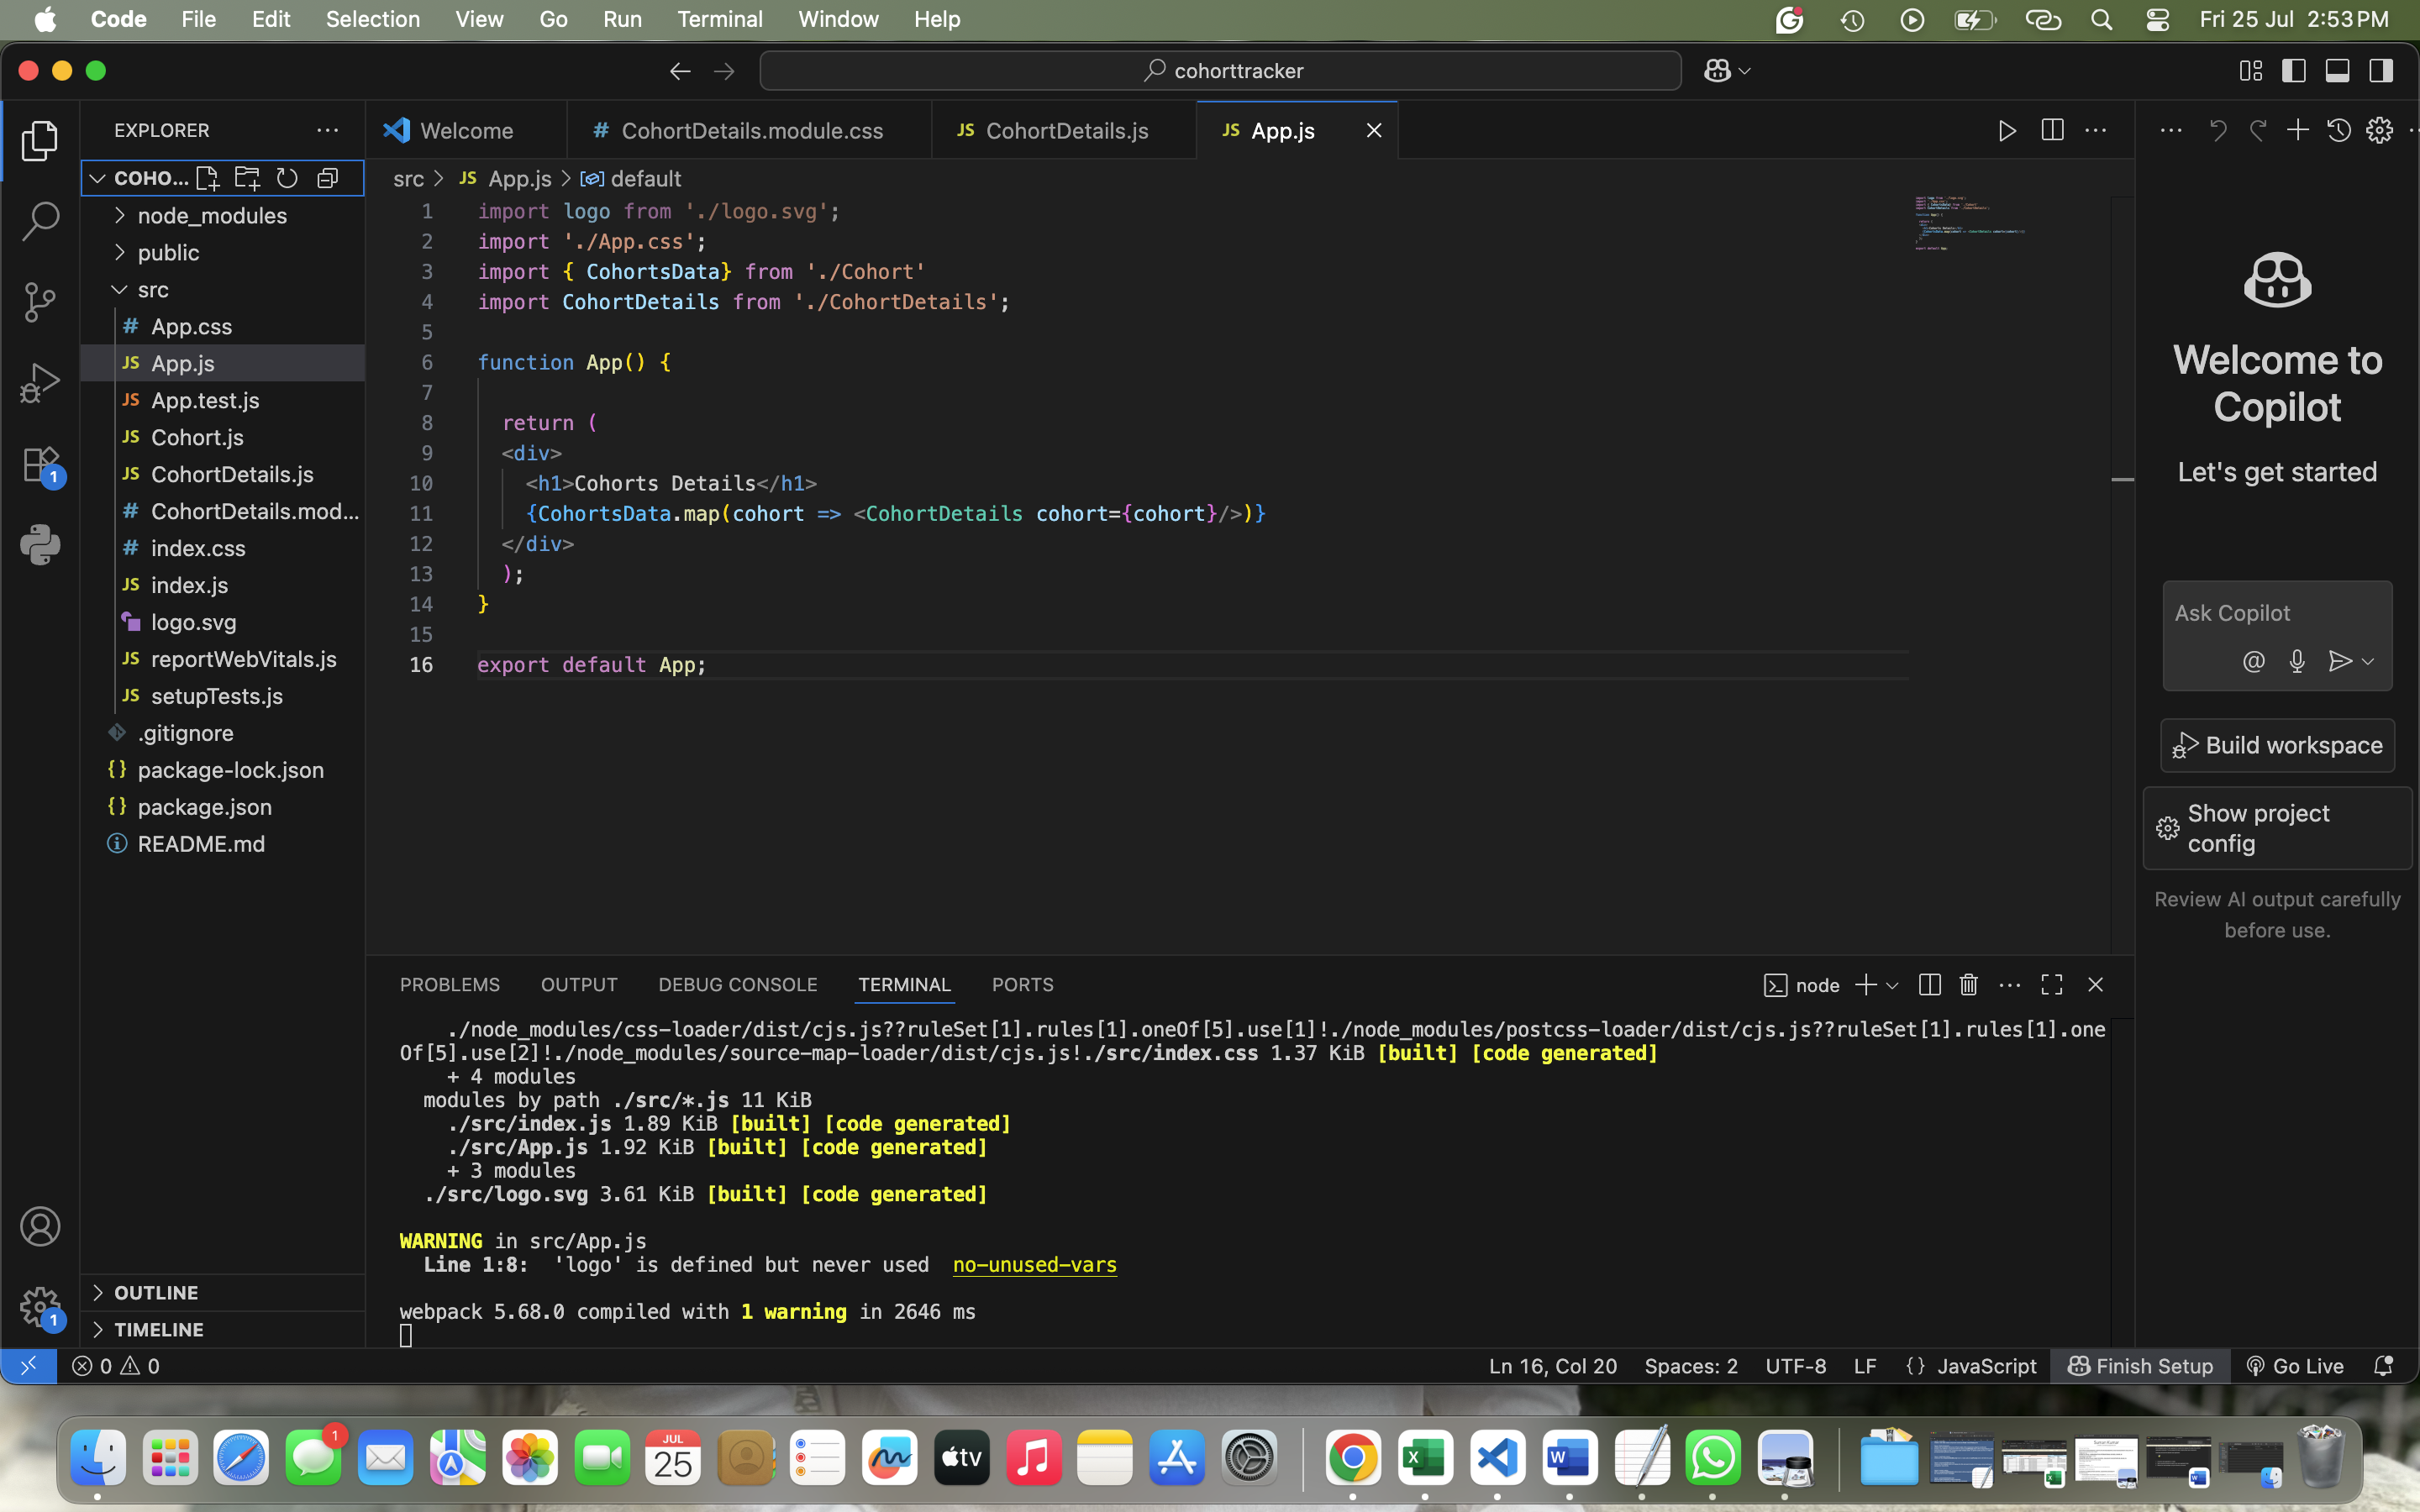 Code File Edit Selection View Go Run Terminal Window Help
Fri 25 Jul 2:53 PM
cohorttracker
EXPLORER
COHO...
node_modules
public
src
App.css
App.js
App.test.js
Cohort.js
CohortDetails.js
CohortDetails.mod...
index.css
index.js
logo.svg
reportWebVitals.js
setupTests.js
.gitignore
package-lock.json
package.json
README.md
OUTLINE
TIMELINE
Welcome
# CohortDetails.module.css
JS CohortDetails.js
JS App.js
src > JS App.js > default
1 import logo from './logo.svg';
2 import './App.css';
3 import { CohortsData} from './Cohort'
4 import CohortDetails from './CohortDetails';
5
6 function App() {
7
8 return (
9 <div>
10 <h1>Cohorts Details</h1>
11 {CohortsData.map(cohort => <CohortDetails cohort={cohort}/>)}
12 </div>
13 );
14 }
15
16 export default App;
Welcome to
Copilot
Let's get started
Ask Copilot
Build workspace
Show project
config
Review AI output carefully
before use.
PROBLEMS OUTPUT DEBUG CONSOLE TERMINAL PORTS
node
./node_modules/css-loader/dist/cjs.js??ruleSet[1].rules[1].oneOf[5].use[1]!./node_modules/postcss-loader/dist/cjs.js??ruleSet[1].rules[1].one
Of[5].use[2]!./node_modules/source-map-loader/dist/cjs.js!./src/index.css 1.37 KiB [built] [code generated]
+ 4 modules
modules by path ./src/*.js 11 KiB
./src/index.js 1.89 KiB [built] [code generated]
./src/App.js 1.92 KiB [built] [code generated]
+ 3 modules
./src/logo.svg 3.61 KiB [built] [code generated]
WARNING in src/App.js
Line 1:8: 'logo' is defined but never used no-unused-vars
webpack 5.68.0 compiled with 1 warning in 2646 ms
0 0
Ln 16, Col 20 Spaces: 2 UTF-8 LF {} JavaScript Finish Setup Go Live
1
1
1
JUL
25
tv